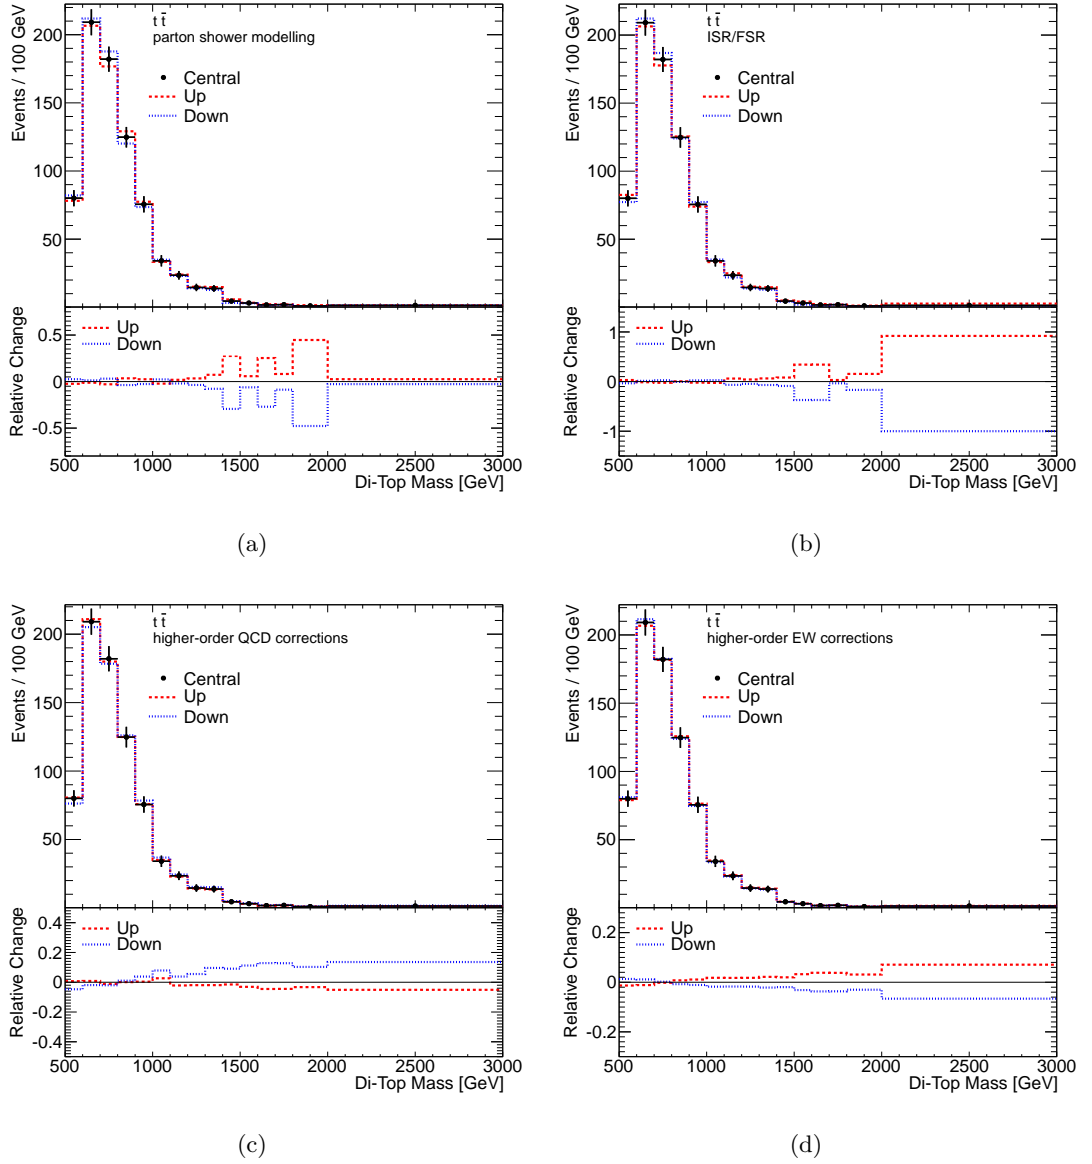 t t̄
parton shower modelling
Central
Up
Down
Events / 100 GeV
200
150
100
50
Up
Down
Relative Change
0.5
0
-0.5
500 1000 1500 2000 2500 3000
Di-Top Mass [GeV]
(a)
t t̄
ISR/FSR
Central
Up
Down
Events / 100 GeV
200
150
100
50
Up
Down
Relative Change
1
0
-1
500 1000 1500 2000 2500 3000
Di-Top Mass [GeV]
(b)
t t̄
higher-order QCD corrections
Central
Up
Down
Events / 100 GeV
200
150
100
50
Up
Down
Relative Change
0.4
0.2
0
-0.2
-0.4
500 1000 1500 2000 2500 3000
Di-Top Mass [GeV]
(c)
t t̄
higher-order EW corrections
Central
Up
Down
Events / 100 GeV
200
150
100
50
Up
Down
Relative Change
0.2
0
-0.2
500 1000 1500 2000 2500 3000
Di-Top Mass [GeV]
(d)